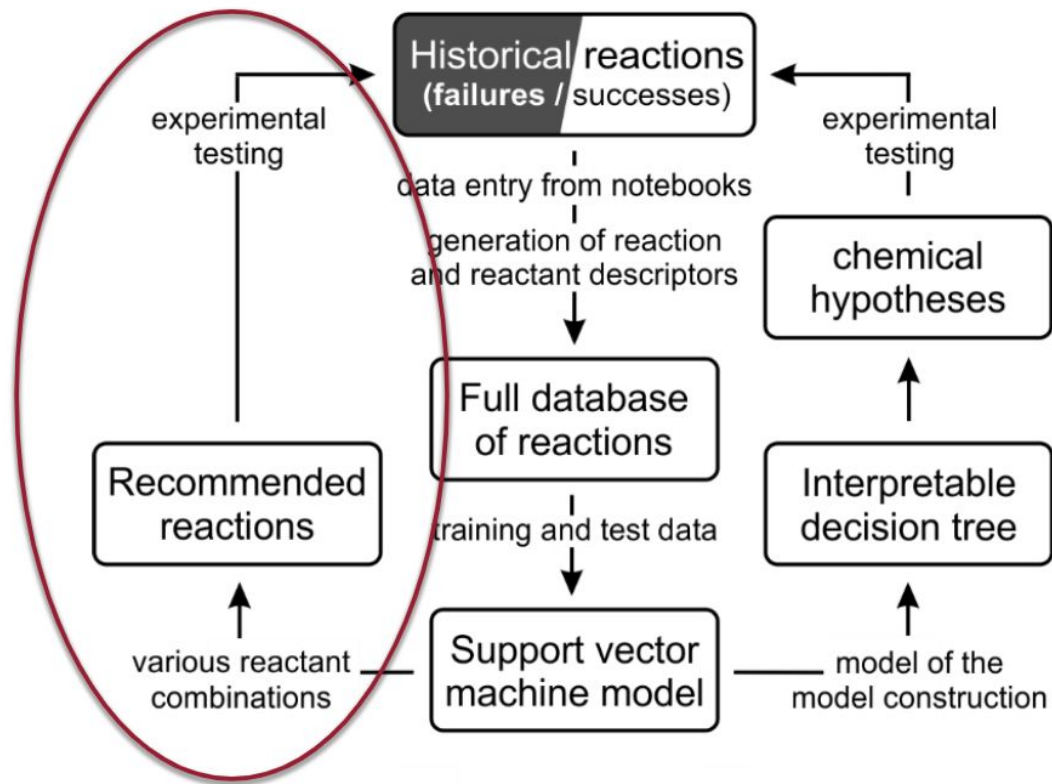 Historical reactions
(failures / successes)
experimental
testing
data entry from notebooks
generation of reaction
and reactant descriptors
Full database
of reactions
training and test data
Support vector
machine model
various reactant
combinations
Recommended
reactions
experimental
testing
model of the
model construction
Interpretable
decision tree
chemical
hypotheses